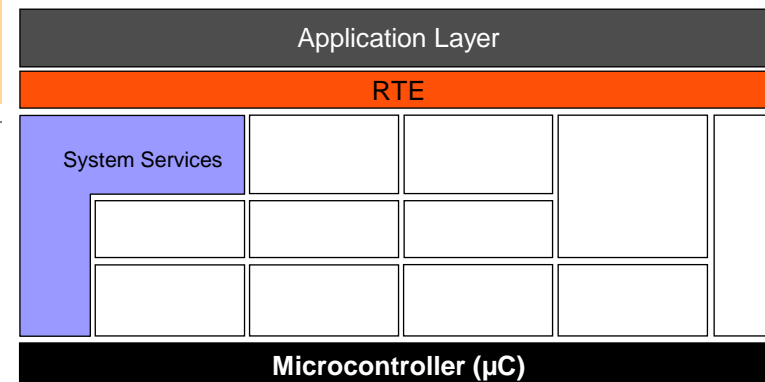 Application Layer
RTE
System Services
Microcontroller (µC)